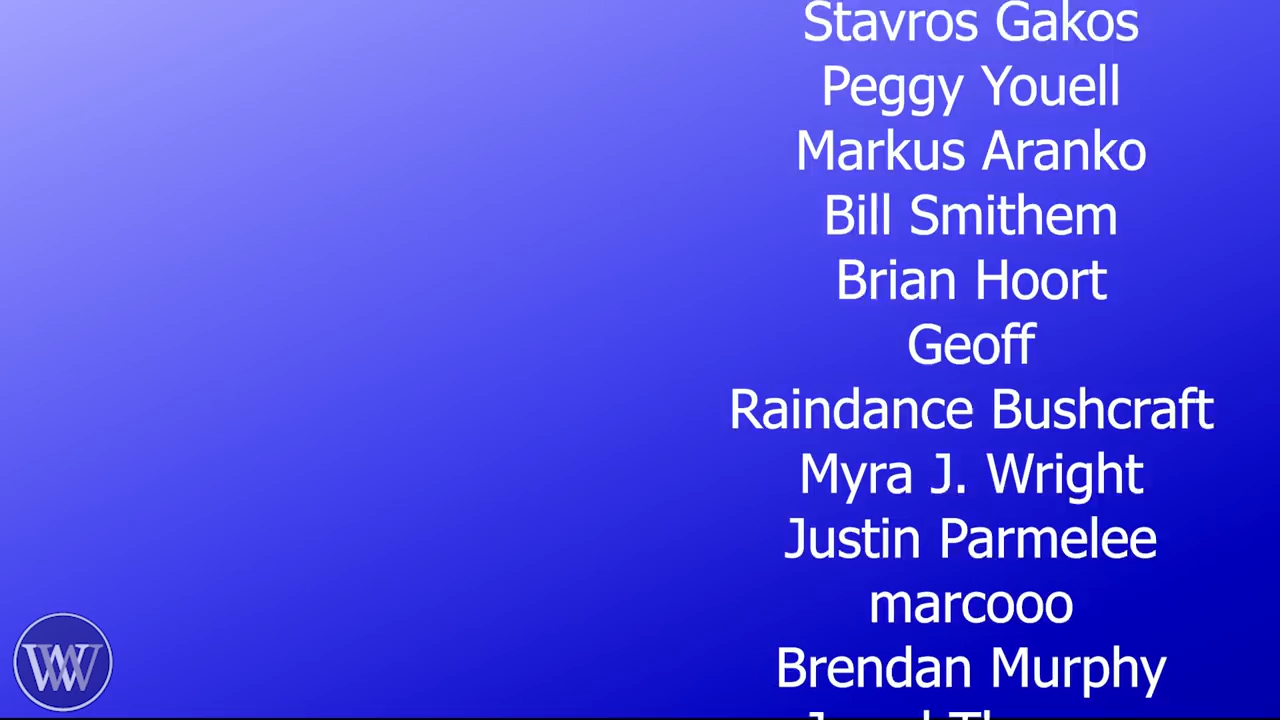 Stavros Gakos
Peggy Youell
Markus Aranko
Bill Smithem
Brian Hoort
Geoff
Raindance Bushcraft
Myra J. Wright
Justin Parmelee
marcooo
Brendan Murphy